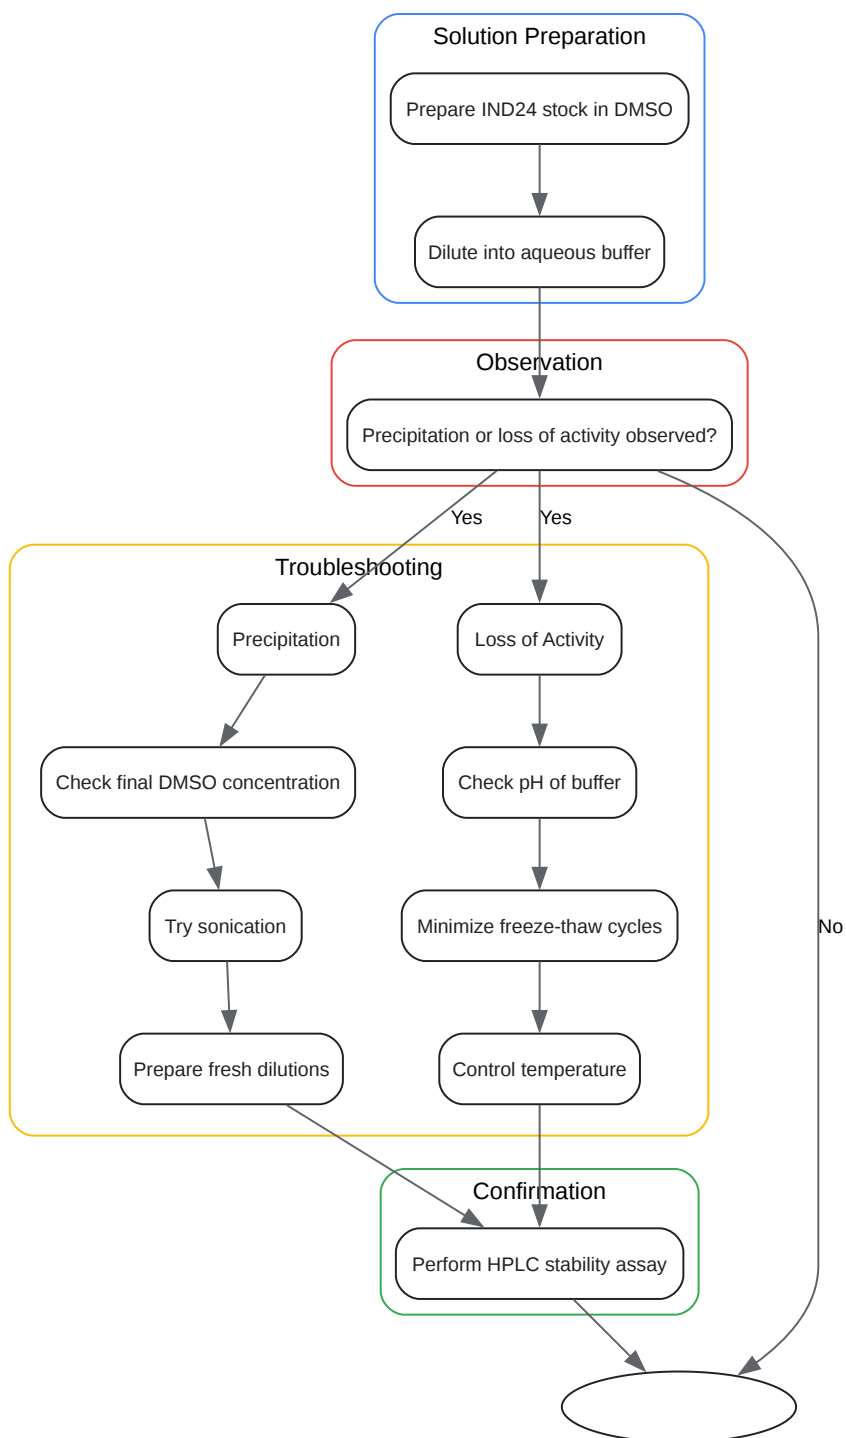 Solution Preparation
Prepare IND24 stock in DMSO
Dilute into aqueous buffer
Observation
Precipitation or loss of activity observed?
Yes
Yes
Troubleshooting
Precipitation
Loss of Activity
Check final DMSO concentration
Check pH of buffer
Try sonication
Minimize freeze-thaw cycles
No
Prepare fresh dilutions
Control temperature
Confirmation
Perform HPLC stability assay